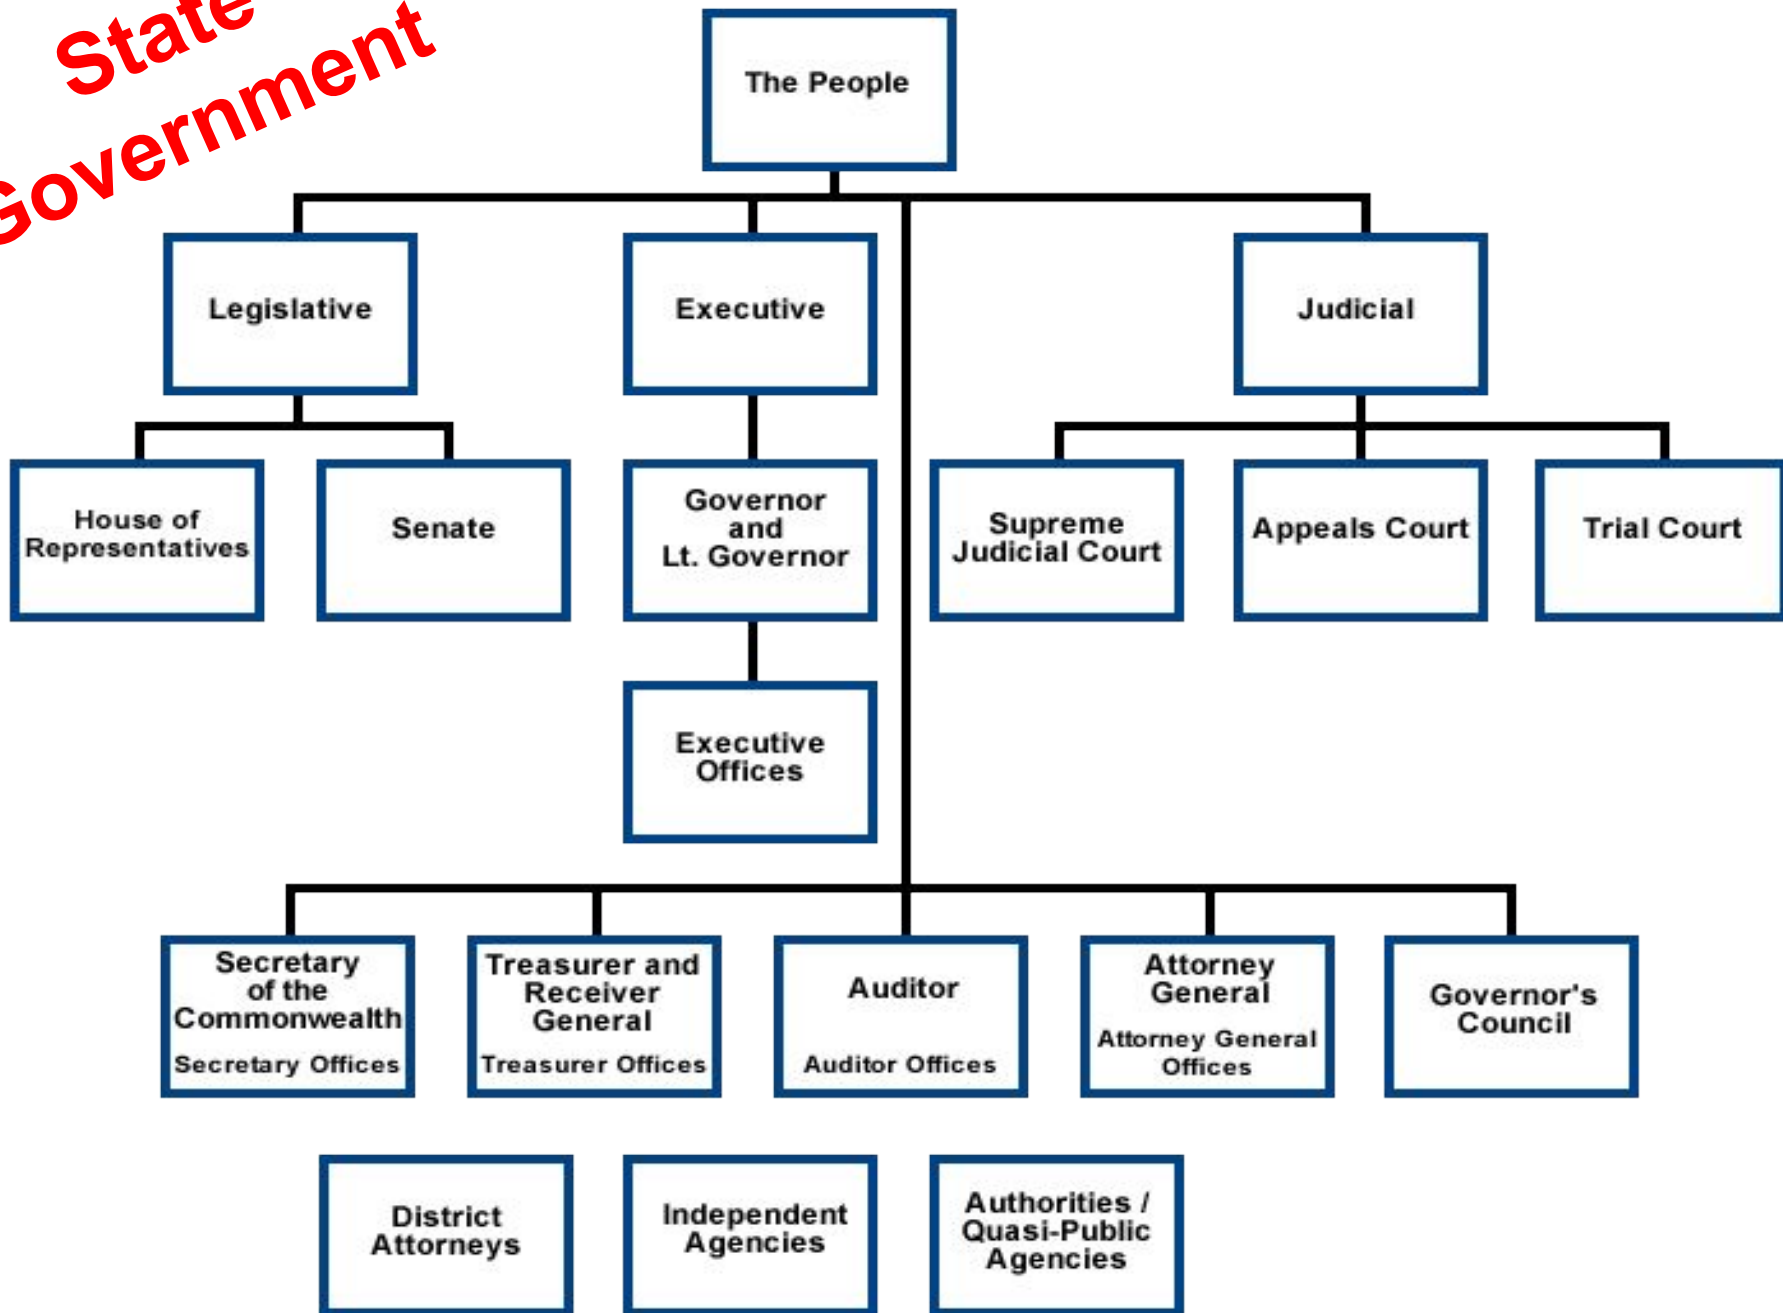 State
Government
The People
Legislative
Executive
Judicial
House of
Representatives
Senate
Governor
and
Lt. Governor
Supreme
Judicial Court
Appeals Court
Trial Court
Executive
Offices
Secretary
of the
Commonwealth
Secretary Offices
Treasurer and
Receiver
General
Treasurer Offices
Auditor
Auditor Offices
Attorney
General
Attorney General
Offices
Governor's
Council
District
Attorneys
Independent
Agencies
Authorities /
Quasi-Public
Agencies